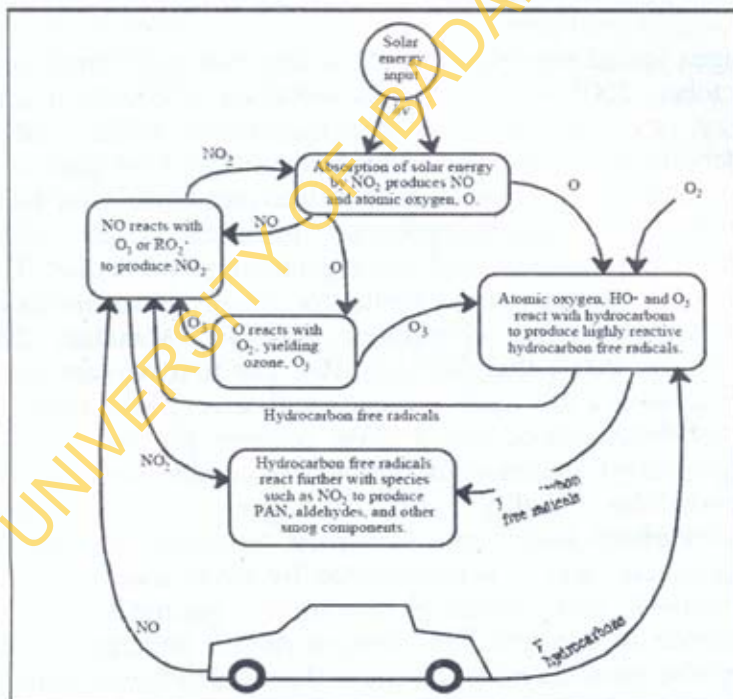 Solar
energy
input
hv
NO₂
Absorption of solar energy
by NO₂ produces NO
and atomic oxygen, O.
O
O₂
NO
NO reacts with
O₃ or RO₂·
to produce NO₂.
O
Atomic oxygen, HO· and O₃
react with hydrocarbons
to produce highly reactive
hydrocarbon free radicals.
O₃
O reacts with
O₂, yielding
ozone, O₃
O₃
Hydrocarbon free radicals
NO₂
Hydrocarbon free radicals
react further with species
such as NO₂ to produce
PAN, aldehydes, and other
smog components.
free radicals
NO
hydrocarbons
UNIVERSITY OF IBADAN